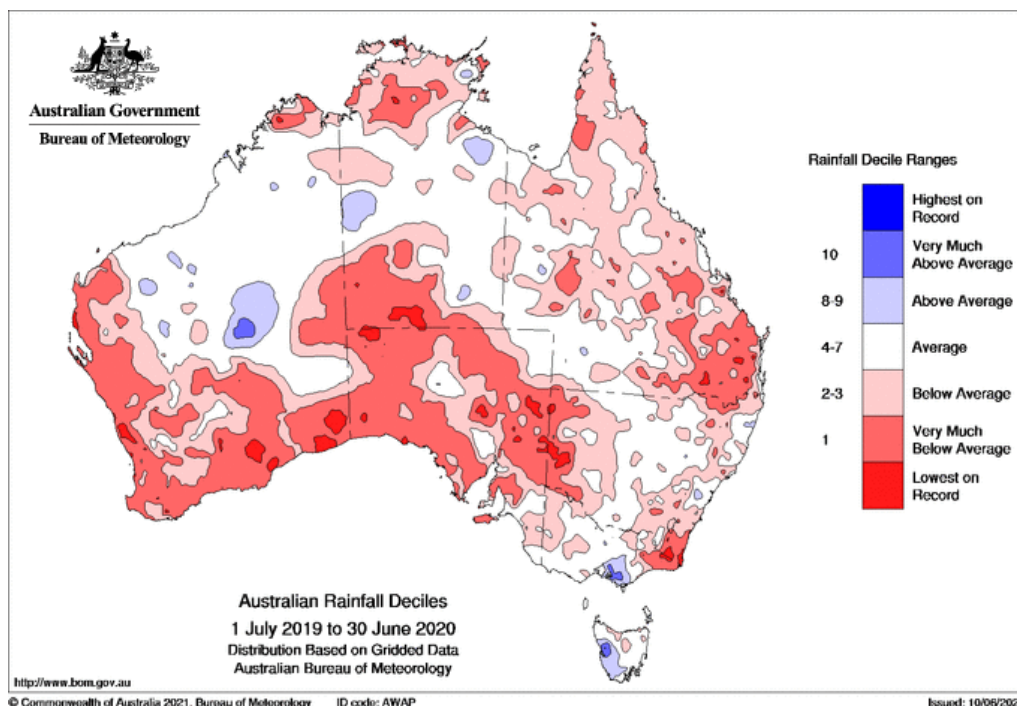 Australian Government
Bureau of Meteorology
Rainfall Decile Ranges
Highest on
Record
10
Very Much
Above Average
8-9
Above Average
4-7
Average
2-3
Below Average
1
Very Much
Below Average
Lowest on
Record
Australian Rainfall Deciles
1 July 2019 to 30 June 2020
Distribution Based on Gridded Data
Australian Bureau of Meteorology
http://www.bom.gov.au
© Commonwealth of Australia 2021, Bureau of Meteorology ID code: AWAP
Issued: